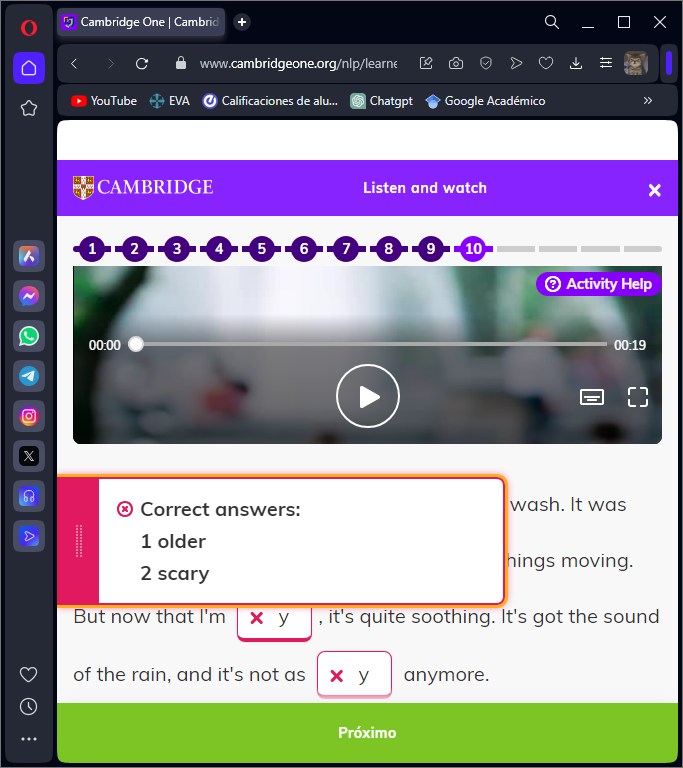 Cambridge One | Cambrid
www.cambridgeone.org/nlp/learne
YouTube
EVA
Calificaciones de alu...
Chatgpt
Google Académico
CAMBRIDGE
Listen and watch
1 2 3 4 5 6 7 8 9 10
Activity Help
00:00
00:19
Correct answers:
1 older
2 scary
wash. It was
hings moving.
But now that I'm y , it's quite soothing. It's got the sound
of the rain, and it's not as y anymore.
Próximo